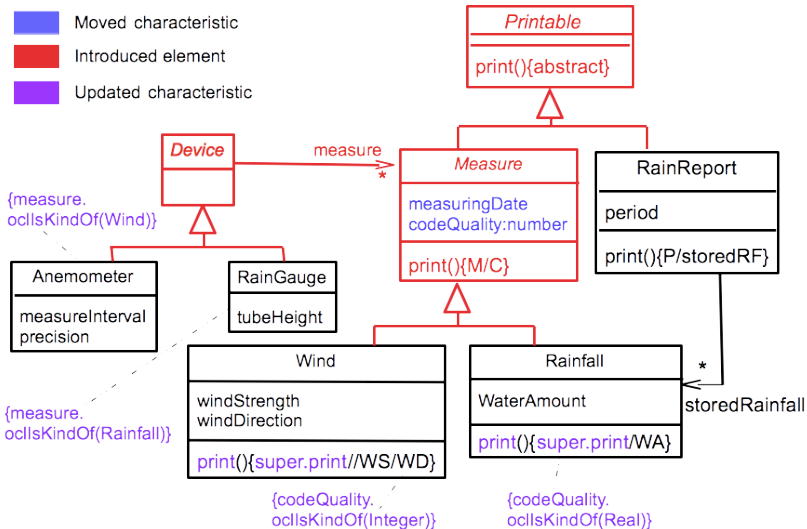 Moved characteristic
Introduced element
Updated characteristic
Printable
print(){abstract}
Device
measure
*
Measure
measuringDate
codeQuality:number
print(){M/C}
RainReport
period
print(){P/storedRF}
{measure.
oclIsKindOf(Wind)}
Anemometer
measureInterval
precision
RainGauge
tubeHeight
{measure.
oclIsKindOf(Rainfall)}
Wind
windStrength
windDirection
print(){super.print//WS/WD}
Rainfall
WaterAmount
print(){super.print/WA}
*
storedRainfall
{codeQuality.
oclIsKindOf(Integer)}
{codeQuality.
oclIsKindOf(Real)}